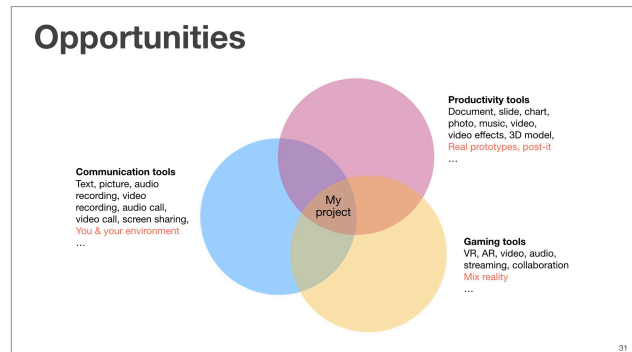 Opportunities
Productivity tools
Document, slide, chart,
photo, music, video,
video effects, 3D model,
Real prototypes, post-it
…
Communication tools
Text, picture, audio
recording, video
recording, audio call,
video call, screen sharing,
You & your environment
…
My
project
Gaming tools
VR, AR, video, audio,
streaming, collaboration
Mix reality
…
31